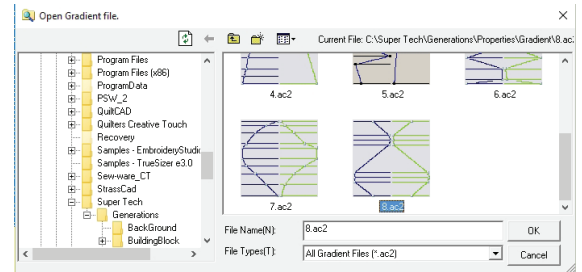 Open Gradient file.
Current File: C:\Super Tech\Generations\Properties\Gradient\8.ac
Program Files
Program Files (x86)
ProgramData
PSW_2
QuiltCAD
Quilters Creative Touch
Recovery
Samples - EmbroideryStudio
Samples - TrueSizer e3.0
Sew-ware_CT
StrassCad
Super Tech
Generations
BackGround
BuildingBlock
4.ac2
5.ac2
6.ac2
7.ac2
8.ac2
File Name(N):
8.ac2
OK
File Types(T):
All Gradient Files (*.ac2)
Cancel